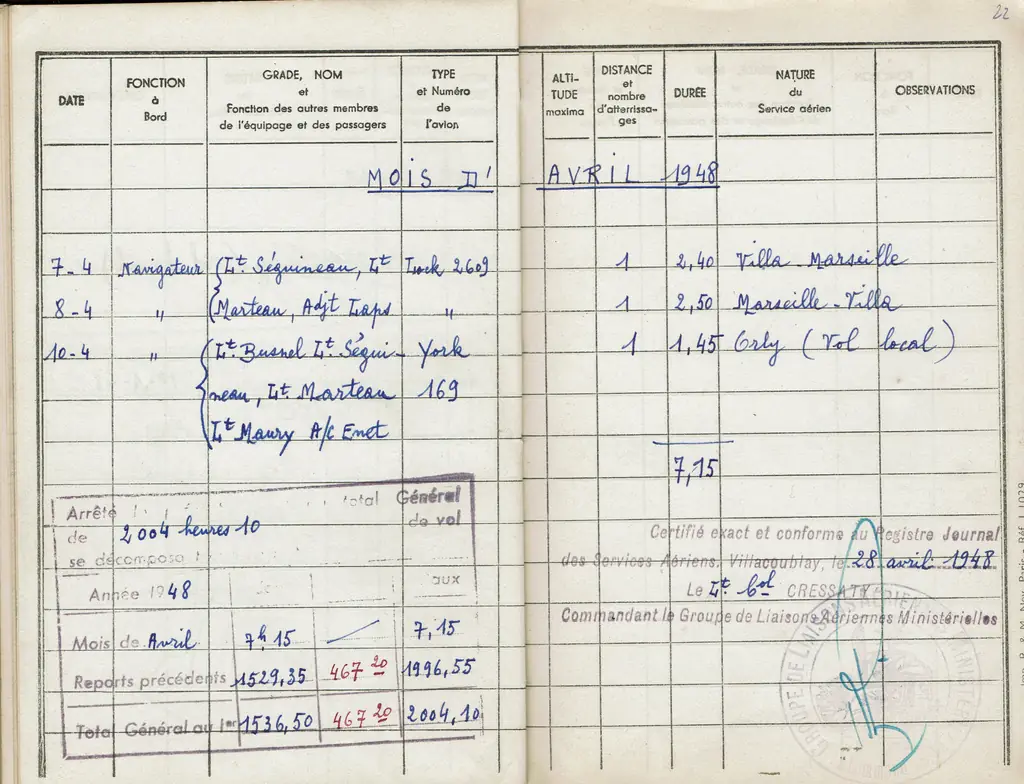 22
DATE
FONCTION
à
Bord
GRADE, NOM
et
Fonction des autres membres
de l'équipage et des passagers
TYPE
et Numéro
de
l'avion
ALTI-
TUDE
maxima
DISTANCE
et
nombre
d'atterrissa-
ges
DURÉE
NATURE
du
Service aérien
OBSERVATIONS
MOIS D' AVRIL 1948
7-4 Navigateur (Lt Séguineau, Lt Lock 2609 1 2,40 Villa-Marseille
8-4 " (Marteau, Adjt Laps " 1 2,50 Marseille-Villa
10-4 " Lt Busnel Lt Ségui- York 1 1,45 Orly (Vol local)
neau, Lt Marteau 169
Lt Maury A/C Enet
7,15
Arrêté total Général
de 2004 heures 10 de vol
se décomposa
Année 1948 aux
Mois de Avril 7h15 7,15
Reports précédents 1529,35 467 20 1996,55
Total Général au 1er 1536,50 467 20 2004,10
Certifié exact et conforme au Registre Journal
des Services Aériens. Villacoublay, le 28 avril 1948
Le Lt Col CRESSATY
Commandant le Groupe de Liaisons Aériennes Ministérielles